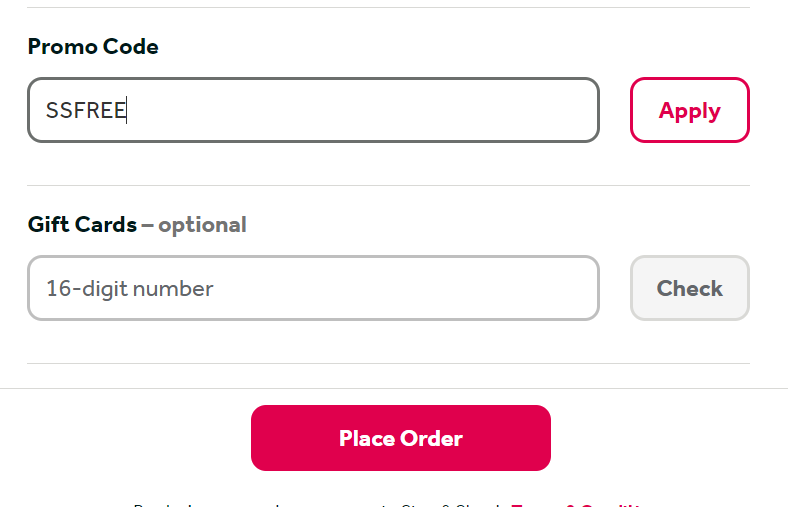 Promo Code
SSFREE
Apply
Gift Cards – optional
16-digit number
Check
Place Order